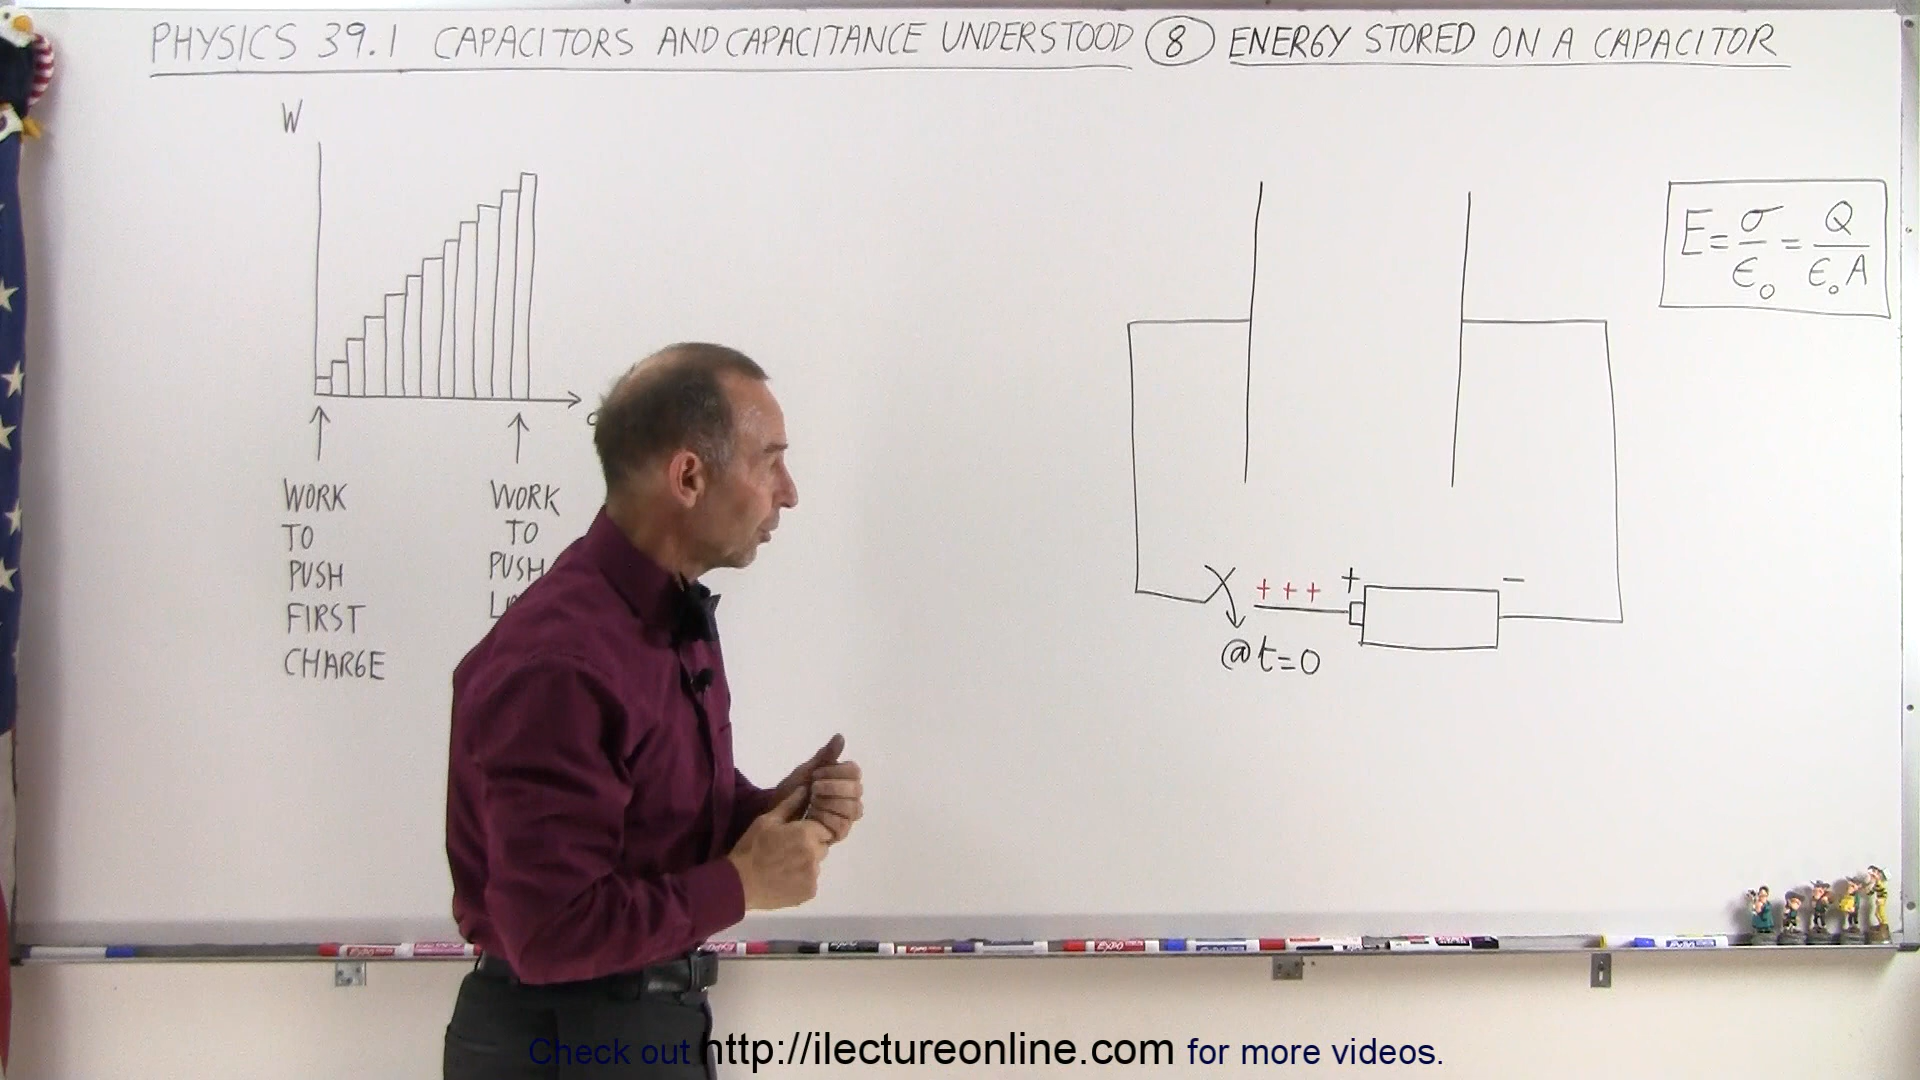 PHYSICS 39.1 CAPACITORS AND CAPACITANCE UNDERSTOOD 8 ENERGY STORED ON A CAPACITOR
W
WORK
TO
PUSH
FIRST
CHARGE
WORK
TO
PUSH
+ + + + −
@ t=0
E = σ/ϵ₀ = Q/ϵ₀A
Check out http://ilectureonline.com for more videos.